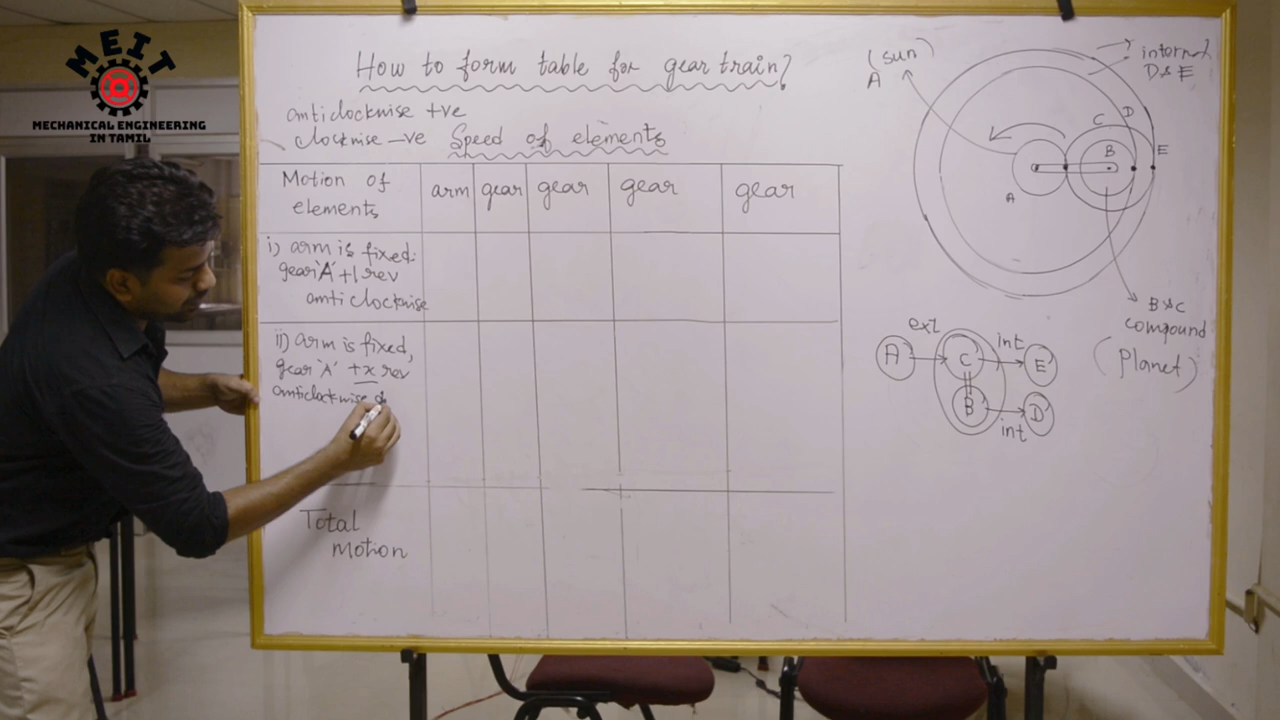 MEIT
MECHANICAL ENGINEERING
IN TAMIL
How to form table for gear train?
anticlockwise +ve
clockwise -ve Speed of elements
Motion of
elements
arm
gear
gear
gear
gear
i) arm is fixed.
gear 'A' +1 rev
anticlockwise
ii) arm is fixed,
gear 'A' +x rev
anticlockwise
Total
Motion
(sun)
A
internal
D & E
C
D
B
E
A
B & C
compound
(Planet)
ext
A
C
int
E
B
int
D